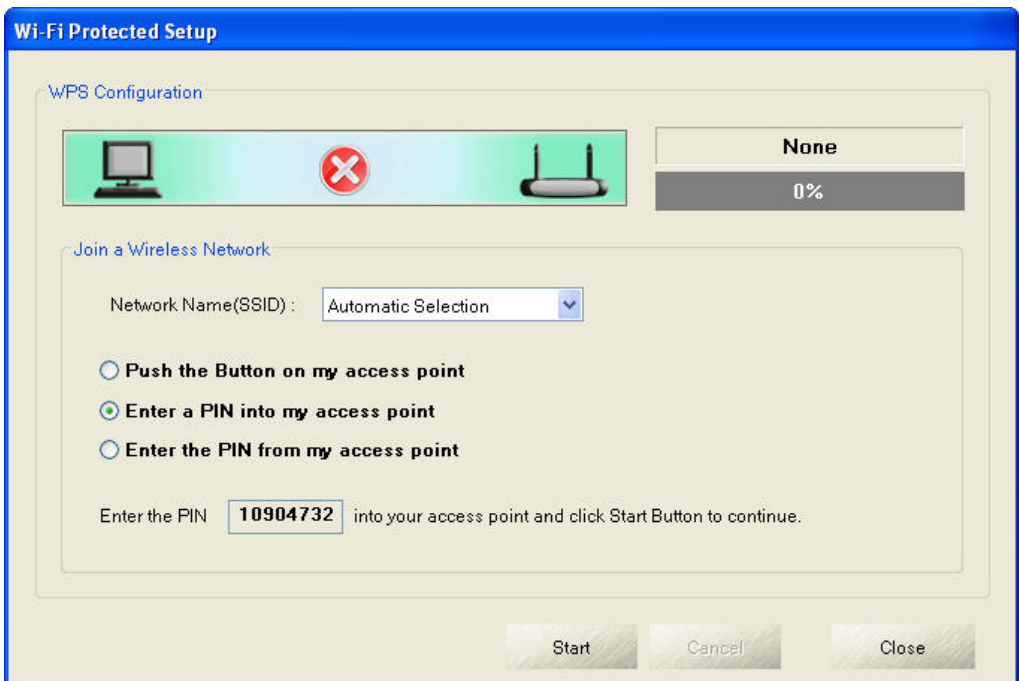 Wi-Fi Protected Setup
WPS Configuration
None
0%
Join a Wireless Network
Network Name(SSID) : Automatic Selection
Push the Button on my access point
Enter a PIN into my access point
Enter the PIN from my access point
Enter the PIN 10904732 into your access point and click Start Button to continue.
Start Cancel Close